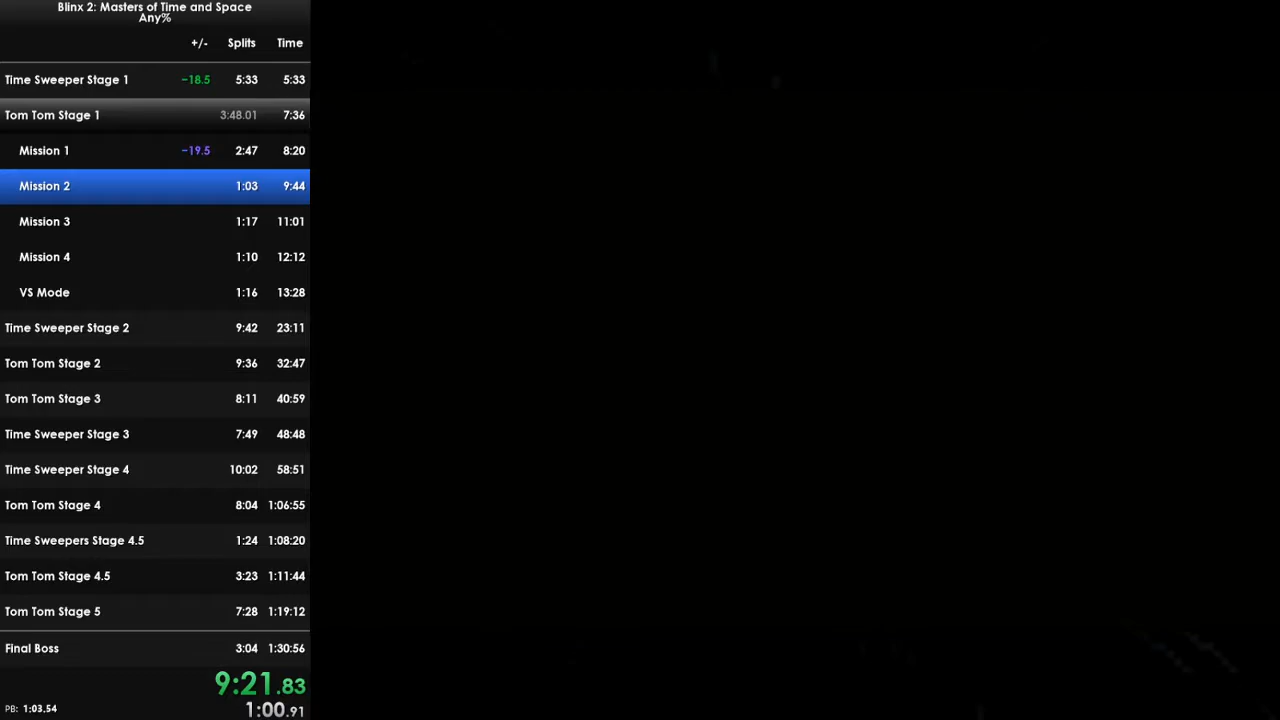 Blinx 2: Masters of Time and Space
Any%
+/- Splits Time
Time Sweeper Stage 1 −18.5 5:33 5:33
Tom Tom Stage 1 3:48.01 7:36
Mission 1 −19.5 2:47 8:20
Mission 2 1:03 9:44
Mission 3 1:17 11:01
Mission 4 1:10 12:12
VS Mode 1:16 13:28
Time Sweeper Stage 2 9:42 23:11
Tom Tom Stage 2 9:36 32:47
Tom Tom Stage 3 8:11 40:59
Time Sweeper Stage 3 7:49 48:48
Time Sweeper Stage 4 10:02 58:51
Tom Tom Stage 4 8:04 1:06:55
Time Sweepers Stage 4.5 1:24 1:08:20
Tom Tom Stage 4.5 3:23 1:11:44
Tom Tom Stage 5 7:28 1:19:12
Final Boss 3:04 1:30:56
9:21.83
PB: 1:03.54 1:00.91